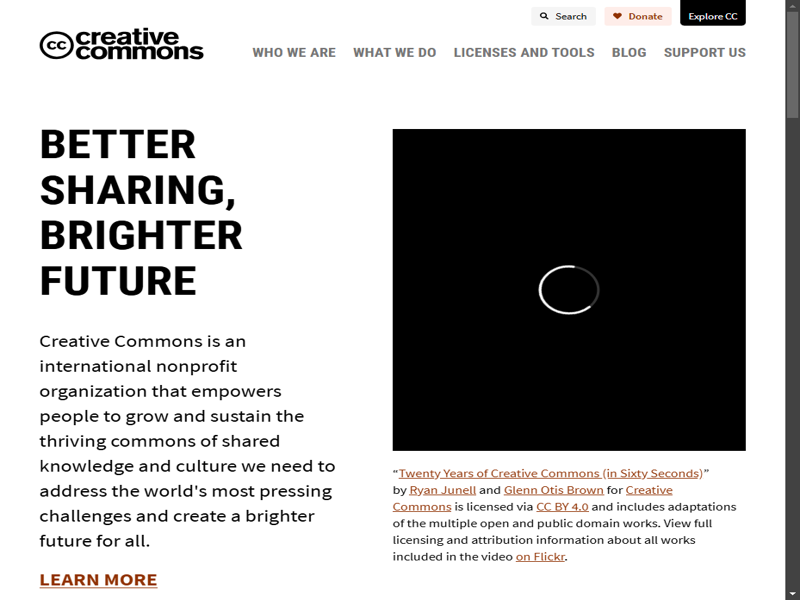 Search
Donate
Explore CC
cc creative commons
WHO WE ARE
WHAT WE DO
LICENSES AND TOOLS
BLOG
SUPPORT US
BETTER
SHARING,
BRIGHTER
FUTURE
Creative Commons is an
international nonprofit
organization that empowers
people to grow and sustain the
thriving commons of shared
knowledge and culture we need to
address the world's most pressing
challenges and create a brighter
future for all.
LEARN MORE
“Twenty Years of Creative Commons (in Sixty Seconds)”
by Ryan Junell and Glenn Otis Brown for Creative
Commons is licensed via CC BY 4.0 and includes adaptations
of the multiple open and public domain works. View full
licensing and attribution information about all works
included in the video on Flickr.